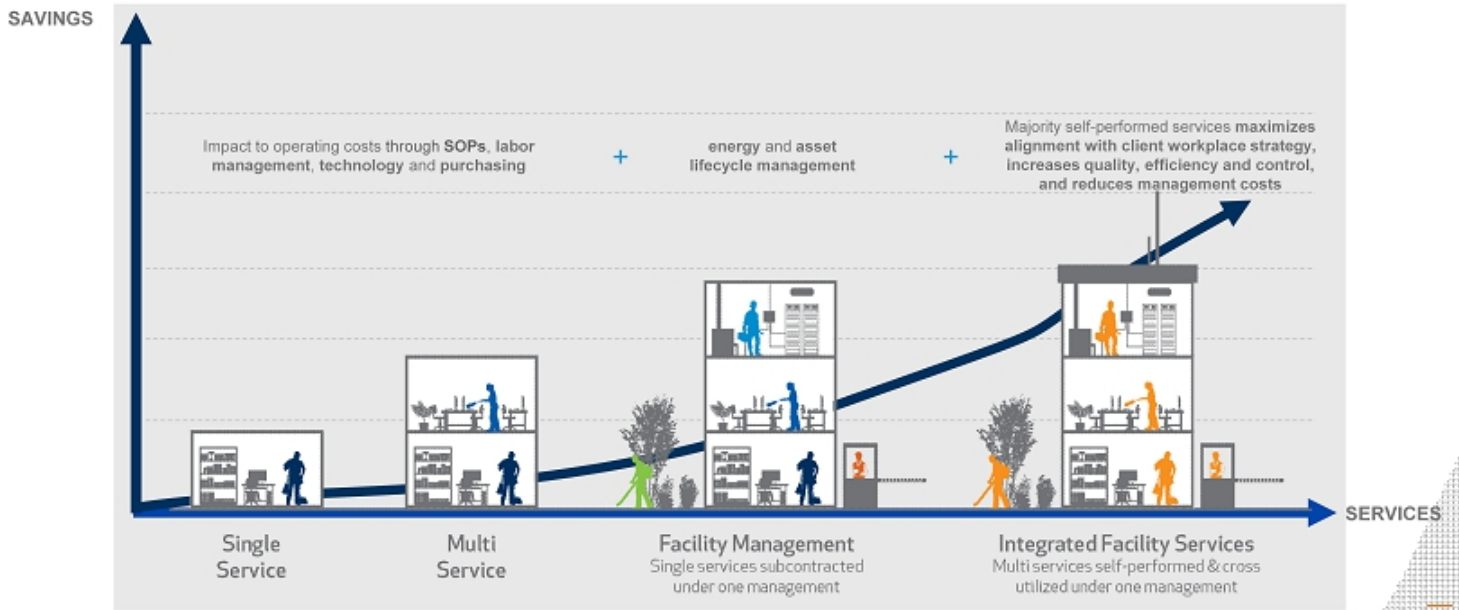 SAVINGS
Impact to operating costs through SOPs, labor
management, technology and purchasing
+
energy and asset
lifecycle management
+
Majority self-performed services maximizes
alignment with client workplace strategy,
increases quality, efficiency and control,
and reduces management costs
SERVICES
Single
Service
Multi
Service
Facility Management
Single services subcontracted
under one management
Integrated Facility Services
Multi services self-performed & cross
utilized under one management